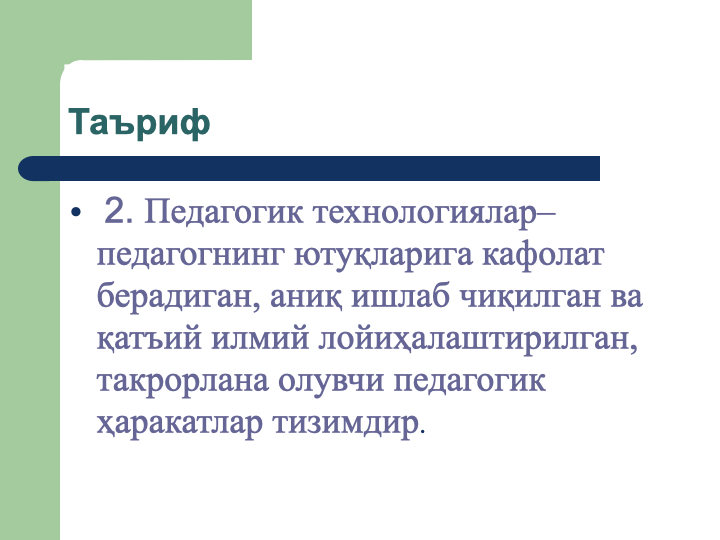 Таъриф
• 2. Педагогик технологиялар–
педагогнинг ютуқларига кафолат
берадиган, аниқ ишлаб чиқилган ва
қатъий илмий лойиҳалаштирилган,
такрорлана олувчи педагогик
ҳаракатлар тизимдир.